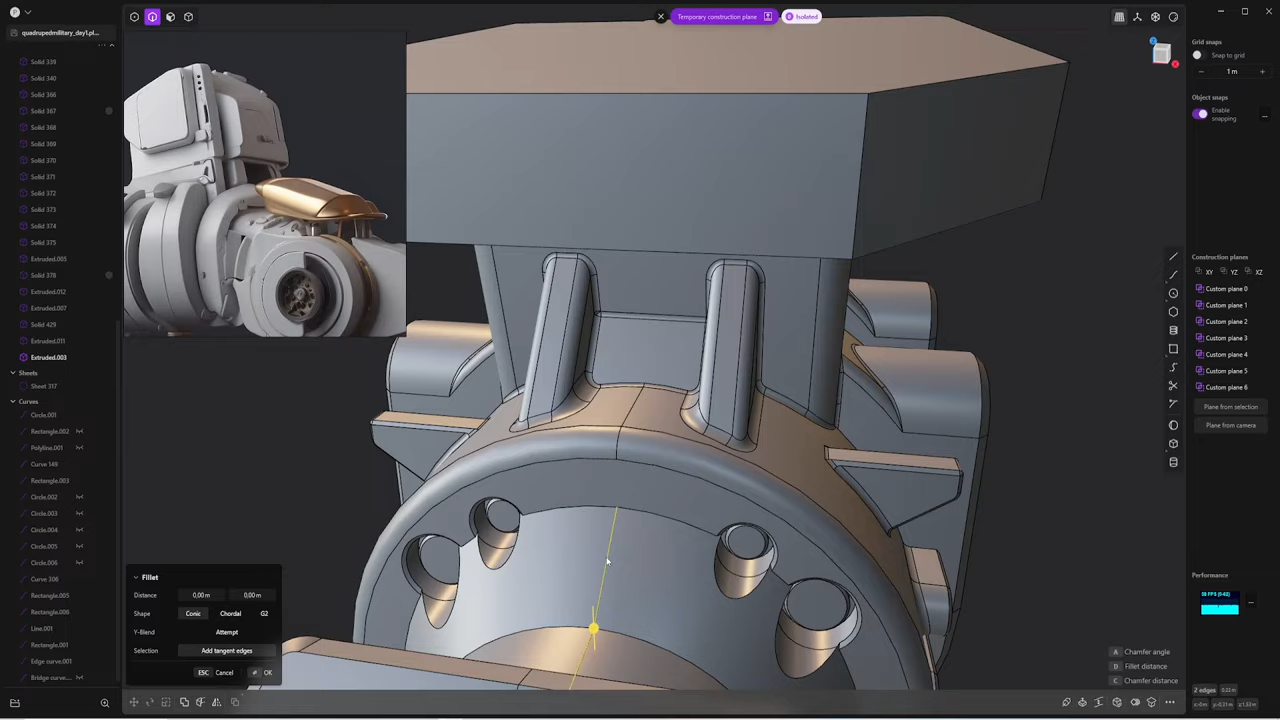 P
quadrupedmilitary_day1.pl...
Temporary construction plane
Isolated
Solid 339
Solid 340
Solid 366
Solid 367
Solid 368
Solid 369
Solid 370
Solid 371
Solid 372
Solid 373
Solid 374
Solid 375
Extruded.005
Solid 378
Extruded.012
Extruded.007
Solid 429
Extruded.011
Extruded.003
Sheets
Sheet 317
Curves
Circle.001
Rectangle.002
Polyline.001
Curve 149
Rectangle.003
Circle.002
Circle.003
Circle.004
Circle.005
Circle.006
Curve 306
Rectangle.005
Rectangle.006
Line.001
Rectangle.001
Edge curve.001
Bridge curve....
Fillet
Distance 0,00 m 0,00 m
Shape Conic Chordal G2
Y-Blend Attempt
Selection Add tangent edges
ESC Cancel OK
A Chamfer angle
D Fillet distance
C Chamfer distance
Grid snaps
Snap to grid
1 m
Object snaps
Enable
snapping
Construction planes
XY YZ XZ
Custom plane 0
Custom plane 1
Custom plane 2
Custom plane 3
Custom plane 4
Custom plane 5
Custom plane 6
Plane from selection
Plane from camera
Performance
2 edges